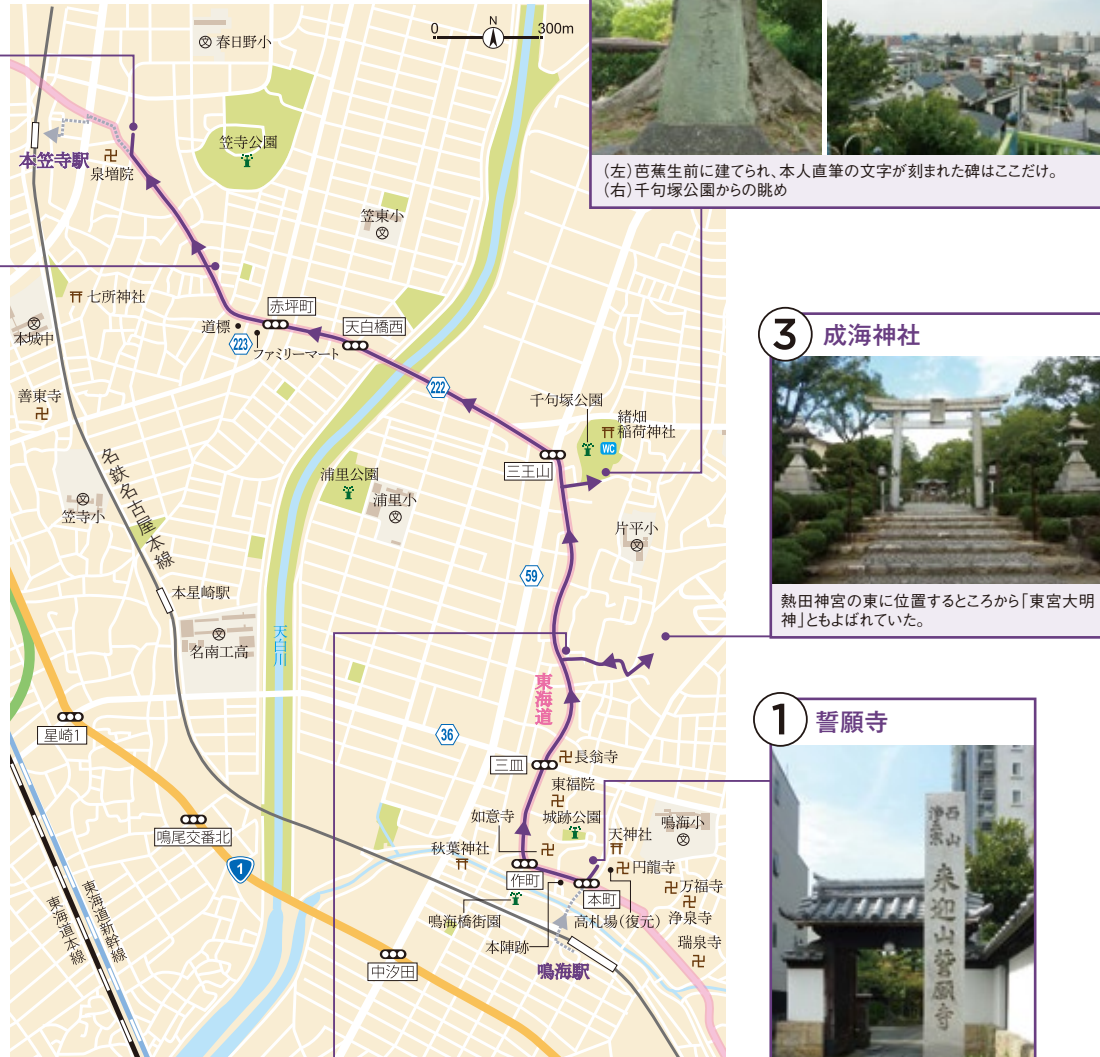 0
N
300m
春日野小
本笠寺駅
泉増院
笠寺公園
笠東小
七所神社
本城中
道標
赤坪町
天白橋西
223
ファミリーマート
222
善東寺
千句塚公園
緒畑
稲荷神社
WC
三王山
浦里公園
浦里小
笠寺小
名鉄名古屋本線
片平小
59
本星崎駅
名南工高
天白川
東海道
星崎1
36
三皿
長翁寺
東福院
城跡公園
如意寺
鳴海小
天神社
秋葉神社
円龍寺
作町
本町
万福寺
浄泉寺
鳴海橋街園
高札場(復元)
本陣跡
瑞泉寺
鳴海駅
鳴尾交番北
1
中汐田
東海道新幹線
東海道本線
(左)芭蕉生前に建てられ、本人直筆の文字が刻まれた碑はここだけ。
(右)千句塚公園からの眺め
3 成海神社
熱田神宮の東に位置するところから「東宮大明
神」ともよばれていた。
1 誓願寺
西山
浄土宗
来迎山誓願寺